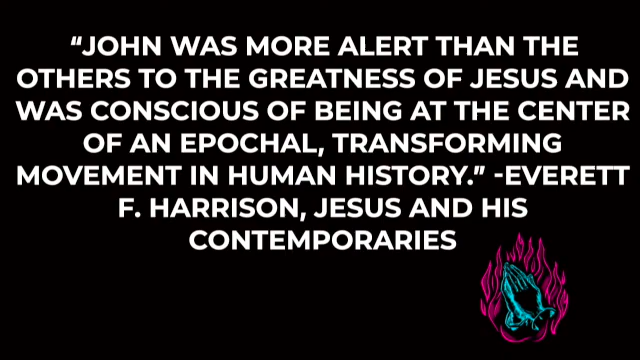 “JOHN WAS MORE ALERT THAN THE
OTHERS TO THE GREATNESS OF JESUS AND
WAS CONSCIOUS OF BEING AT THE CENTER
OF AN EPOCHAL, TRANSFORMING
MOVEMENT IN HUMAN HISTORY.” -EVERETT
F. HARRISON, JESUS AND HIS
CONTEMPORARIES